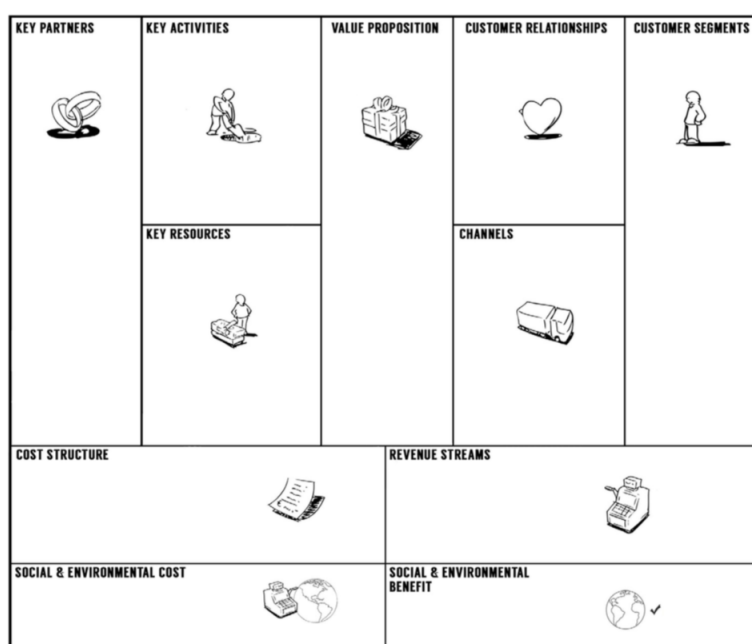 KEY PARTNERS
KEY ACTIVITIES
VALUE PROPOSITION
CUSTOMER RELATIONSHIPS
CUSTOMER SEGMENTS
KEY RESOURCES
CHANNELS
COST STRUCTURE
REVENUE STREAMS
SOCIAL & ENVIRONMENTAL COST
SOCIAL & ENVIRONMENTAL
BENEFIT